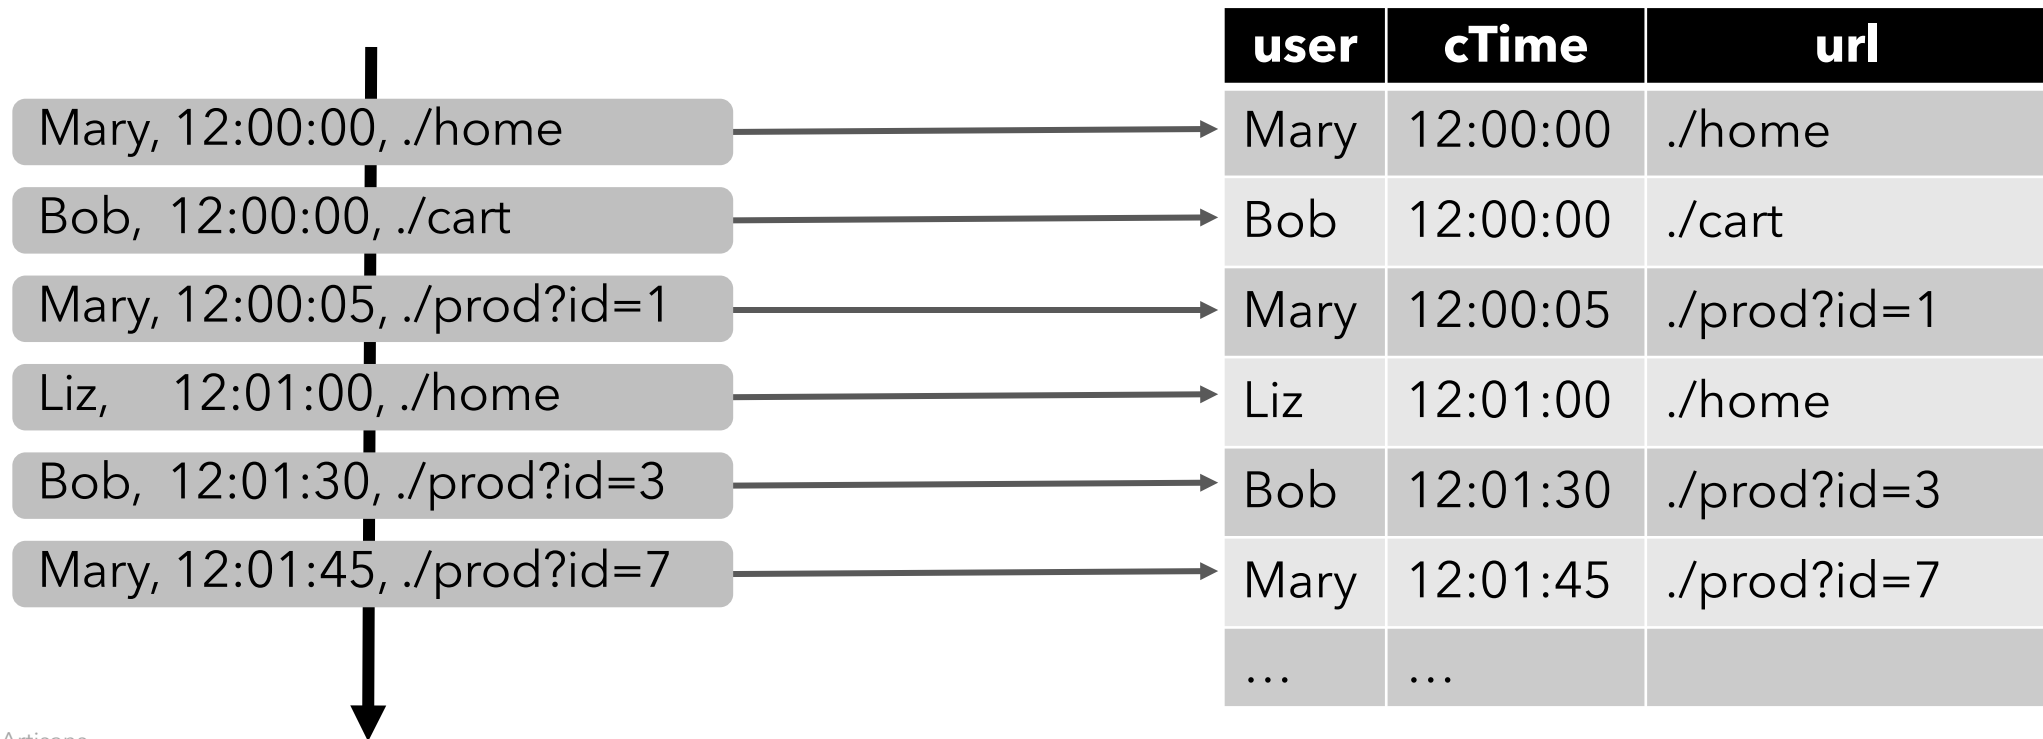 Mary, 12:00:00, ./home
Bob, 12:00:00, ./cart
Mary, 12:00:05, ./prod?id=1
Liz, 12:01:00, ./home
Bob, 12:01:30, ./prod?id=3
Mary, 12:01:45, ./prod?id=7
user cTime url
Mary 12:00:00 ./home
Bob 12:00:00 ./cart
Mary 12:00:05 ./prod?id=1
Liz 12:01:00 ./home
Bob 12:01:30 ./prod?id=3
Mary 12:01:45 ./prod?id=7
… …